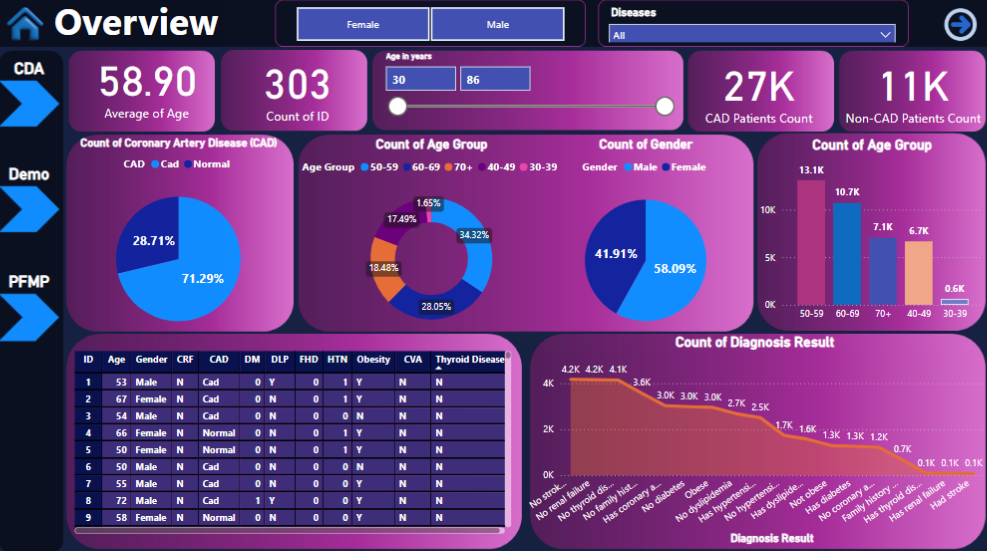 Overview
Female
Male
Diseases
All
CDA
Demo
PFMP
58.90
Average of Age
303
Count of ID
Age in years
30
86
27K
CAD Patients Count
11K
Non-CAD Patients Count
Count of Coronary Artery Disease (CAD)
CAD Cad Normal
28.71%
71.29%
Count of Age Group
Age Group 50-59 60-69 70+ 40-49 30-39
1.65%
17.49%
34.32%
18.48%
28.05%
Count of Gender
Gender Male Female
41.91%
58.09%
Count of Age Group
13.1K
10.7K
7.1K
6.7K
0.6K
10K
5K
0K
50-59 60-69 70+ 40-49 30-39
ID Age Gender CRF CAD DM DLP FHD HTN Obesity CVA Thyroid Disease
1 53 Male N Cad 0 Y 0 1 Y N N
2 67 Female N Cad 0 N 0 1 Y N N
3 54 Male N Cad 0 N 0 0 N N N
4 66 Female N Normal 0 N 0 1 Y N N
5 50 Female N Normal 0 N 0 1 Y N N
6 50 Male N Cad 0 N 0 0 N N N
7 55 Male N Cad 0 N 0 0 Y N N
8 72 Male N Cad 1 Y 0 0 Y N N
9 58 Female N Normal 0 N 0 0 Y N N
Count of Diagnosis Result
4.2K 4.2K 4.1K 3.6K 3.0K 3.0K 3.0K 2.7K 2.5K 1.7K 1.6K 1.3K 1.3K 1.2K 0.7K 0.1K 0.1K 0.1K
4K
2K
0K
No strok...
No renal failure
No thyroid dis...
No family hist...
Has coronary a...
No diabetes
Obese
No dyslipidemia
Has hypertensi...
No hypertensi...
Has dyslipide...
Not obese
Has diabetes
No coronary a...
Family history ...
Has thyroid dis...
Has renal failure
Had stroke
Diagnosis Result